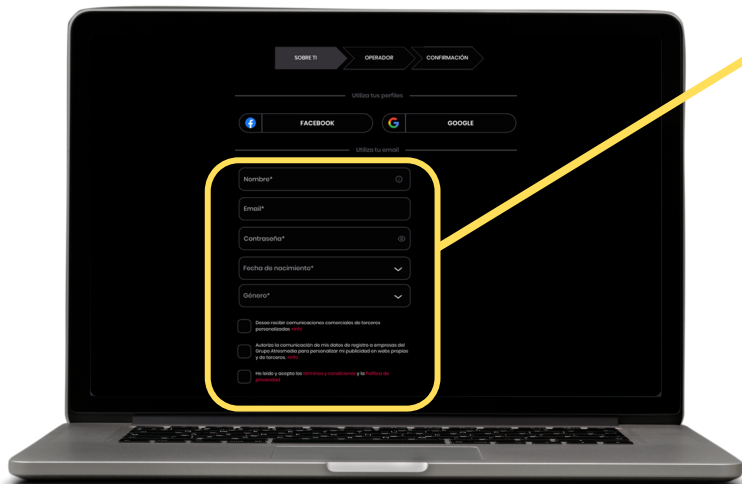 SOBRE TI
OPERADOR
CONFIRMACIÓN
Utiliza tus perfiles
FACEBOOK
GOOGLE
Utiliza tu email
Nombre*
Email*
Contraseña*
Fecha de nacimiento*
Género*
Deseo recibir comunicaciones comerciales de terceros
personalizadas
Autorizo la comunicación de mis datos de registro a empresas del
Grupo Atresmedia para personalizar mi publicidad en webs propias
y de terceros.
He leído y acepto los términos y condiciones y la Política de
privacidad